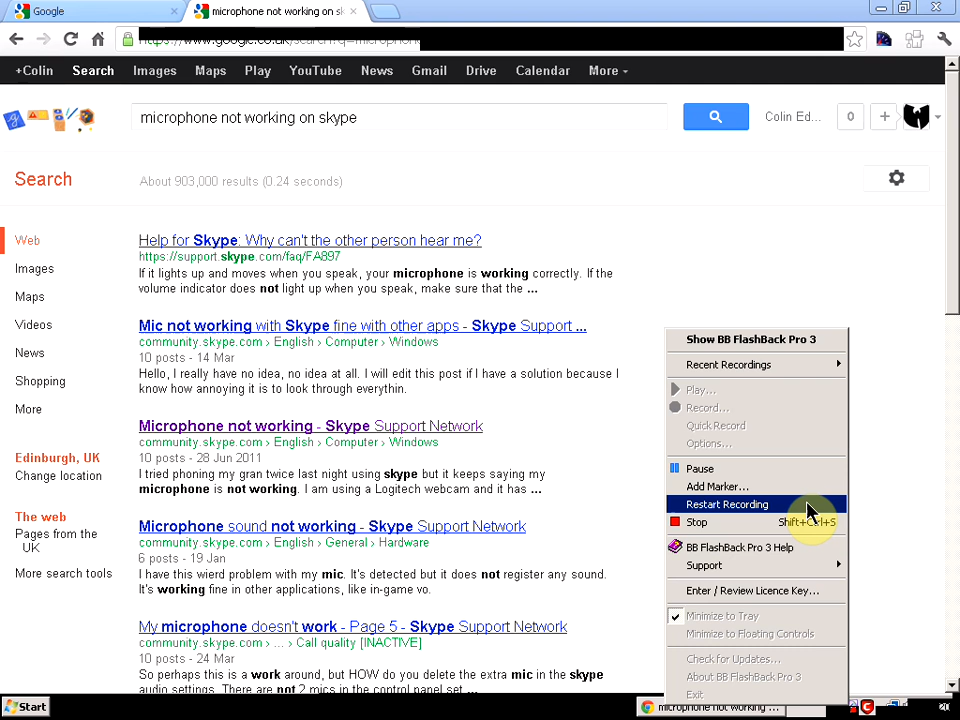 Google
microphone not working on sk
+Colin Search Images Maps Play YouTube News Gmail Drive Calendar More
microphone not working on skype
Colin Ed... 0 +
Search
About 903,000 results (0.24 seconds)
Web
Images
Maps
Videos
News
Shopping
More
Edinburgh, UK
Change location
The web
Pages from the
UK
More search tools
Help for Skype: Why can't the other person hear me?
https://support.skype.com/faq/FA897
If it lights up and moves when you speak, your microphone is working correctly. If the
volume indicator does not light up when you speak, make sure that the ...
Mic not working with Skype fine with other apps - Skype Support ...
community.skype.com › English › Computer › Windows
10 posts - 14 Mar
Hello, I really have no idea, no idea at all. I will edit this post if I have a solution because I
know how annoying it is to look through everythin.
Microphone not working - Skype Support Network
community.skype.com › English › Computer › Windows
10 posts - 28 Jun 2011
I tried phoning my gran twice last night using skype but it keeps saying my
microphone is not working. I am using a Logitech webcam and it has ...
Microphone sound not working - Skype Support Network
community.skype.com › English › General › Hardware
6 posts - 19 Jan
I have this wierd problem with my mic. It's detected but it does not register any sound.
It's working fine in other applications, like in-game vo.
My microphone doesn't work - Page 5 - Skype Support Network
community.skype.com › ... › Call quality [INACTIVE]
10 posts - 24 Mar
So perhaps this is a work around, but HOW do you delete the extra mic in the skype
audio settings. There are not 2 mics in the control panel set ...
Show BB FlashBack Pro 3
Recent Recordings
Play...
Record...
Quick Record
Options...
Pause
Add Marker...
Restart Recording
Stop Shift+Ctrl+S
BB FlashBack Pro 3 Help
Support
Enter / Review Licence Key...
Minimize to Tray
Minimize to Floating Controls
Check for Updates...
About BB FlashBack Pro 3
Exit
Start
microphone not working ...